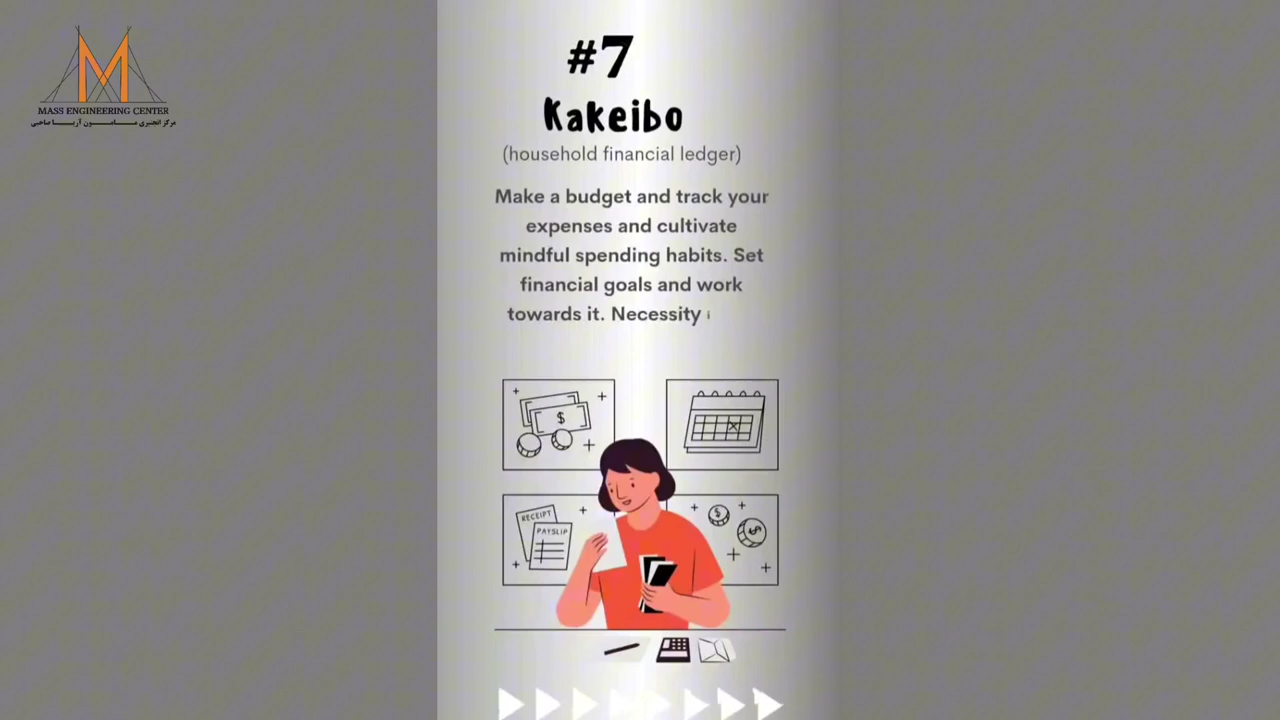 MASS ENGINEERING CENTER
#7
Kakeibo
(household financial ledger)
Make a budget and track your
expenses and cultivate
mindful spending habits. Set
financial goals and work
towards it. Necessity i
RECEIPT
PAYSLIP